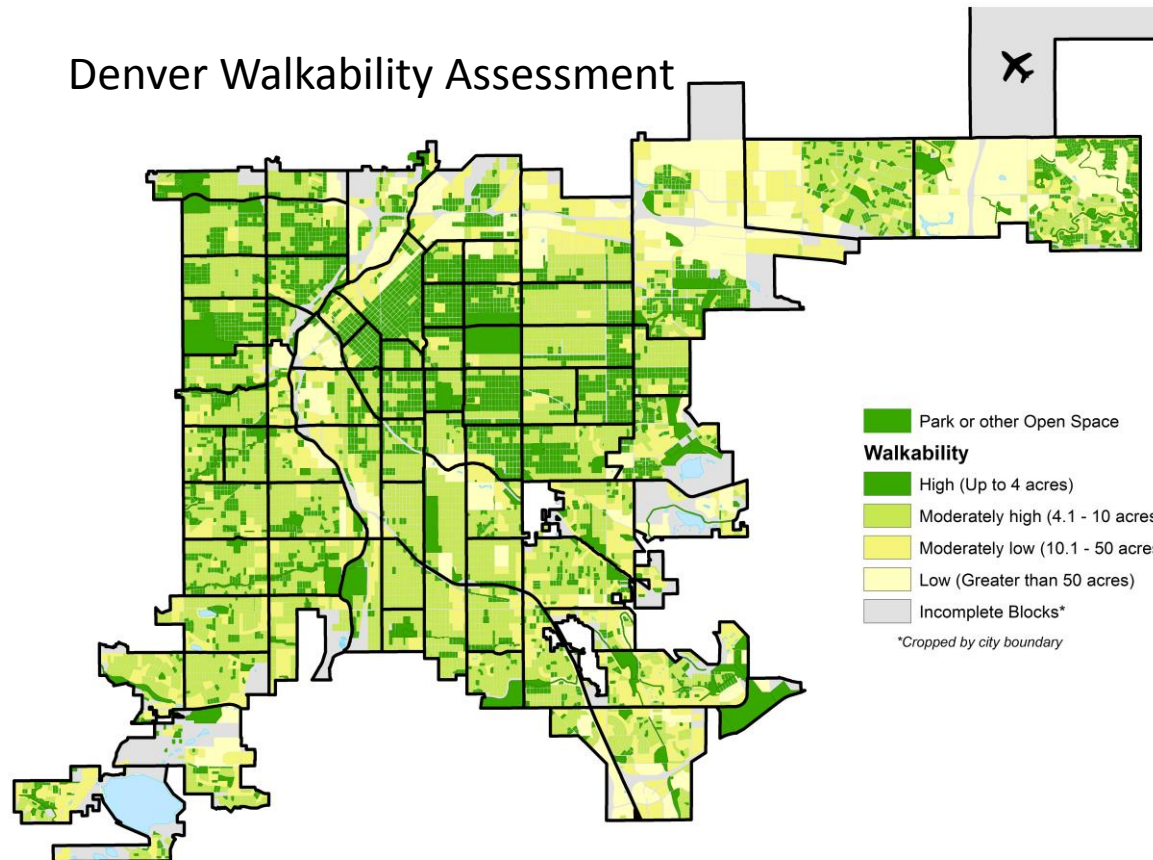 Denver Walkability Assessment
Park or other Open Space
Walkability
High (Up to 4 acres)
Moderately high (4.1 - 10 acres
Moderately low (10.1 - 50 acres
Low (Greater than 50 acres)
Incomplete Blocks*
*Cropped by city boundary